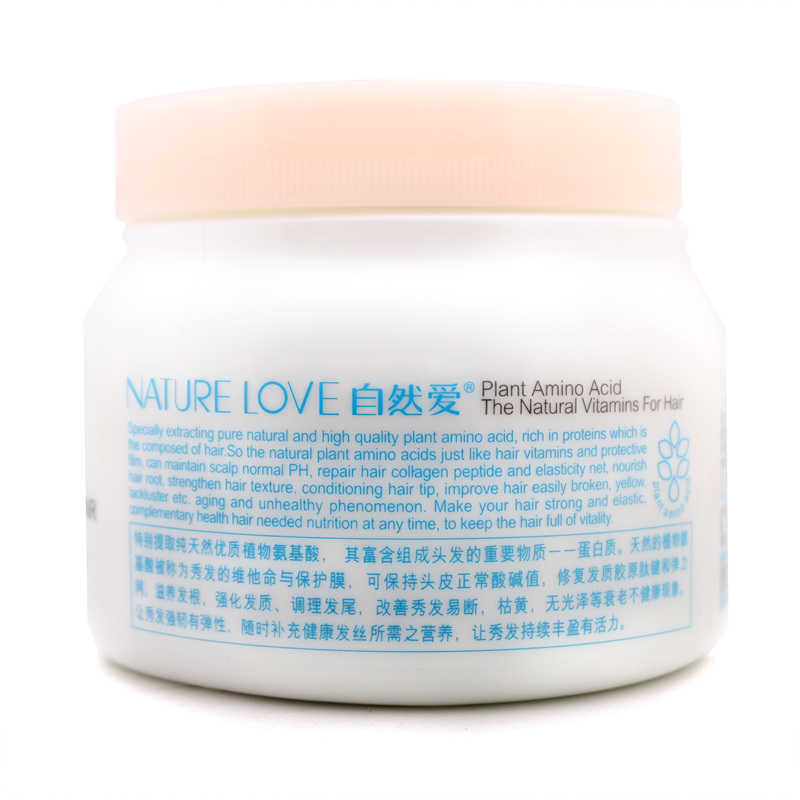 NATURE LOVE 自然爱® Plant Amino Acid
The Natural Vitamins For Hair
Specially extracting pure natural and high quality plant amino acid, rich in proteins which is
the composed of hair.So the natural plant amino acids just like hair vitamins and protective
film, can maintain scalp normal PH, repair hair collagen peptide and elasticity net, nourish
hair root, strengthen hair texture, conditioning hair tip, improve hair easily broken, yellow,
lackluster etc. aging and unhealthy phenomenon. Make your hair strong and elastic,
complementary health hair needed nutrition at any time, to keep the hair full of vitality.
plant amino
特别提取纯天然优质植物氨基酸， 其富含组成头发的重要物质一一蛋白质。天然的植物氨
基酸被称为秀发的维他命与保护膜，可保持头皮正常酸碱值，修复发质胶原肽键和弹力
网，滋养发根、强化发质、调理发尾，改善秀发易断，枯黄，无光泽等衰老不健康现象。
让秀发强韧有弹性，随时补充健康发丝所需之营养，让秀发持续丰盈有活力。